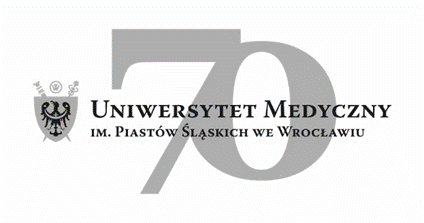 70
UNIWERSYTET MEDYCZNY
IM. PIASTÓW ŚLĄSKICH WE WROCŁAWIU